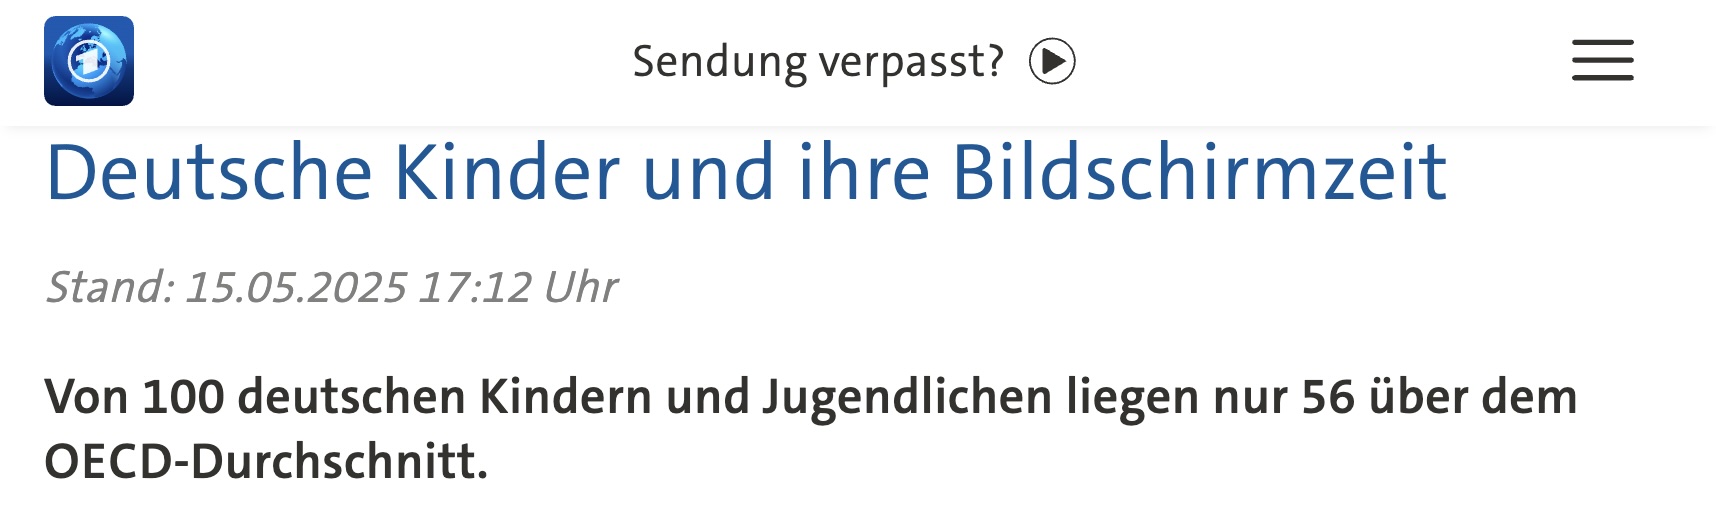 Sendung verpasst?
Deutsche Kinder und ihre Bildschirmzeit
Stand: 15.05.2025 17:12 Uhr
Von 100 deutschen Kindern und Jugendlichen liegen nur 56 über dem
OECD-Durchschnitt.